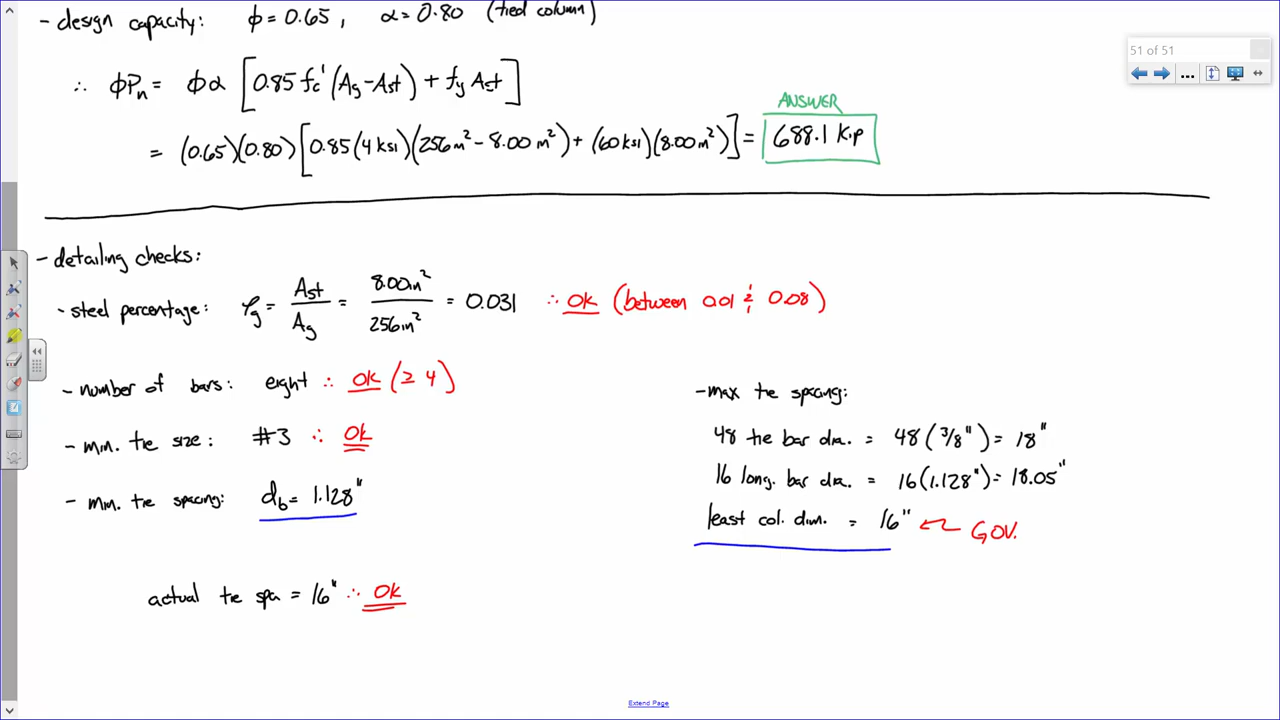 - design capacity: ϕ = 0.65, α = 0.80 (tied column)
51 of 51
∴ ϕPn = ϕα [0.85 fc' (Ag - Ast) + fy Ast]
ANSWER
= (0.65)(0.80)[0.85(4 ksi)(256 in² - 8.00 in²) + (60 ksi)(8.00 in²)] = 688.1 kip
- detailing checks:
- steel percentage: ρg = Ast/Ag = 8.00in²/256in² = 0.031 ∴ OK (between 0.01 & 0.08)
- number of bars: eight ∴ OK (≥ 4)
- min. tie size: #3 ∴ OK
- min. tie spacing: db = 1.128"
actual tie spa = 16" ∴ OK
- max tie spacing:
48 tie bar dia. = 48(3/8") = 18"
16 long. bar dia. = 16(1.128") = 18.05"
least col. dim. = 16" ← GOV.
Extend Page